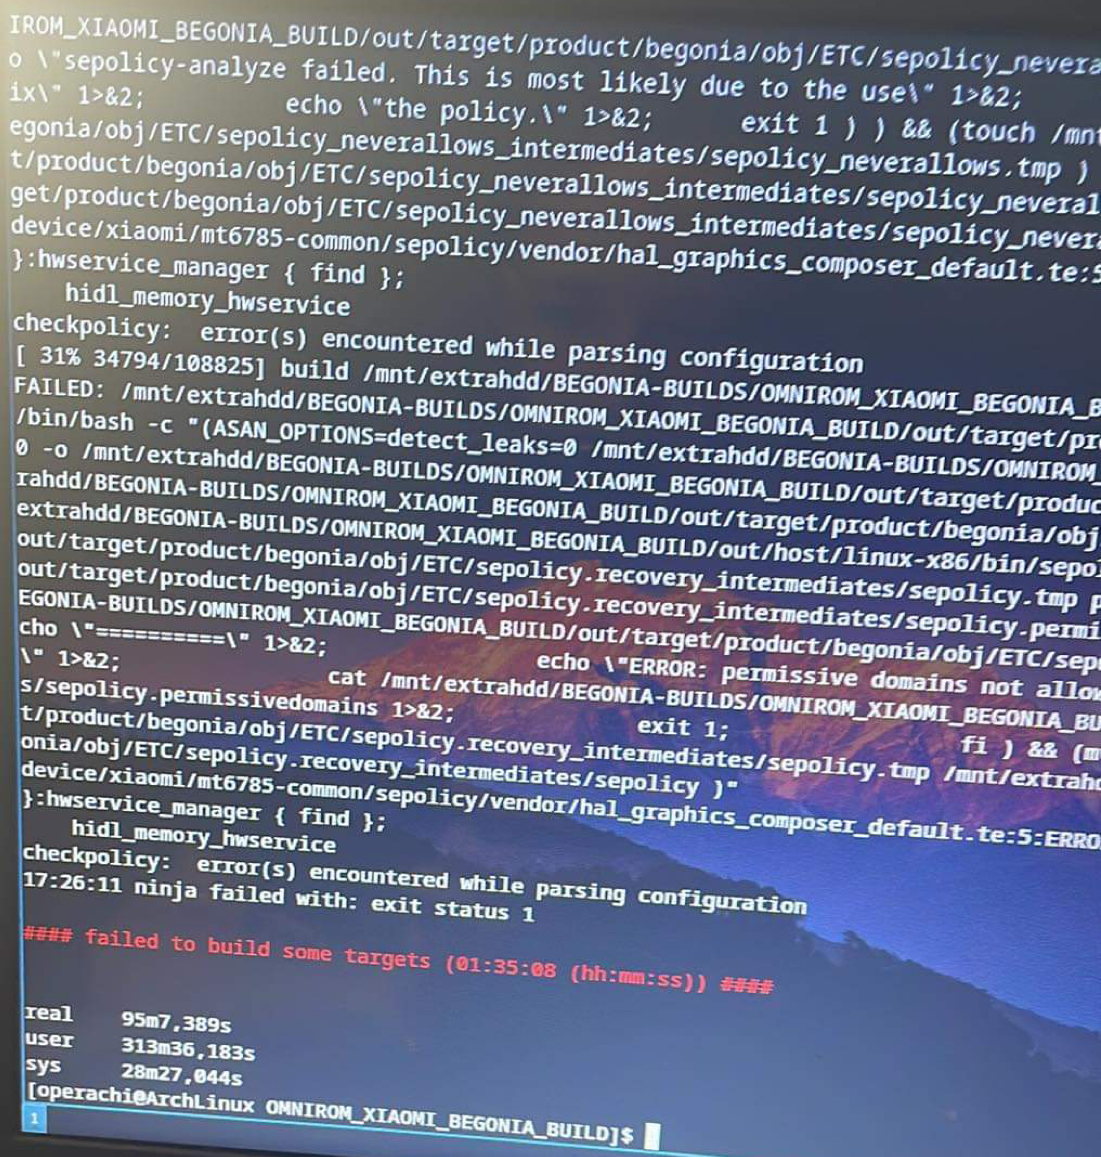 IROM_XIAOMI_BEGONIA_BUILD/out/target/product/begonia/obj/ETC/sepolicy_nevera
o \"sepolicy-analyze failed. This is most likely due to the use\" 1>&2;
ix\" 1>&2;          echo \"the policy.\" 1>&2;      exit 1 ) ) && (touch /mnt
egonia/obj/ETC/sepolicy_neverallows_intermediates/sepolicy_neverallows.tmp )
t/product/begonia/obj/ETC/sepolicy_neverallows_intermediates/sepolicy_neveral
get/product/begonia/obj/ETC/sepolicy_neverallows_intermediates/sepolicy_never
device/xiaomi/mt6785-common/sepolicy/vendor/hal_graphics_composer_default.te:5
}:hwservice_manager { find };
    hidl_memory_hwservice
checkpolicy:  error(s) encountered while parsing configuration
[ 31% 34794/108825] build /mnt/extrahdd/BEGONIA-BUILDS/OMNIROM_XIAOMI_BEGONIA_B
FAILED: /mnt/extrahdd/BEGONIA-BUILDS/OMNIROM_XIAOMI_BEGONIA_BUILD/out/target/pr
/bin/bash -c "(ASAN_OPTIONS=detect_leaks=0 /mnt/extrahdd/BEGONIA-BUILDS/OMNIROM_
0 -o /mnt/extrahdd/BEGONIA-BUILDS/OMNIROM_XIAOMI_BEGONIA_BUILD/out/target/produc
rahdd/BEGONIA-BUILDS/OMNIROM_XIAOMI_BEGONIA_BUILD/out/target/product/begonia/obj
extrahdd/BEGONIA-BUILDS/OMNIROM_XIAOMI_BEGONIA_BUILD/out/host/linux-x86/bin/sepol
out/target/product/begonia/obj/ETC/sepolicy.recovery_intermediates/sepolicy.tmp p
out/target/product/begonia/obj/ETC/sepolicy.recovery_intermediates/sepolicy.permi
EGONIA-BUILDS/OMNIROM_XIAOMI_BEGONIA_BUILD/out/target/product/begonia/obj/ETC/sep
cho \"==========\" 1>&2;                 echo \"ERROR: permissive domains not allow
\" 1>&2;                cat /mnt/extrahdd/BEGONIA-BUILDS/OMNIROM_XIAOMI_BEGONIA_BU
s/sepolicy.permissivedomains 1>&2;              exit 1;                  fi ) && (m
t/product/begonia/obj/ETC/sepolicy.recovery_intermediates/sepolicy.tmp /mnt/extrahd
onia/obj/ETC/sepolicy.recovery_intermediates/sepolicy )"
device/xiaomi/mt6785-common/sepolicy/vendor/hal_graphics_composer_default.te:5:ERRO
}:hwservice_manager { find };
    hidl_memory_hwservice
checkpolicy:  error(s) encountered while parsing configuration
17:26:11 ninja failed with: exit status 1
#### failed to build some targets (01:35:08 (hh:mm:ss)) ####
real    95m7,389s
user    313m36,183s
sys     28m27,044s
[operachi@ArchLinux OMNIROM_XIAOMI_BEGONIA_BUILD]$
1